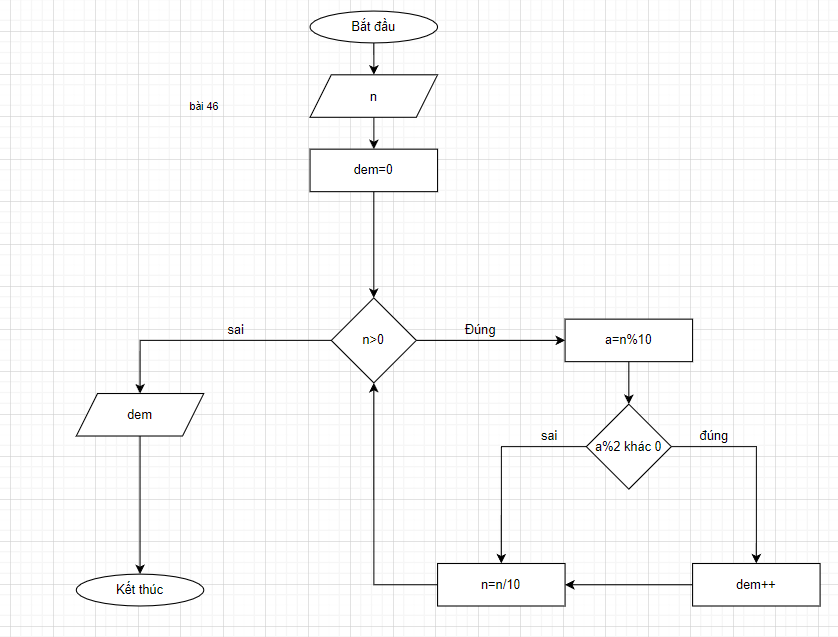 Bắt đầu
n
bài 46
dem=0
n>0
sai
Đúng
a=n%10
dem
a%2 khác 0
sai
đúng
n=n/10
dem++
Kết thúc